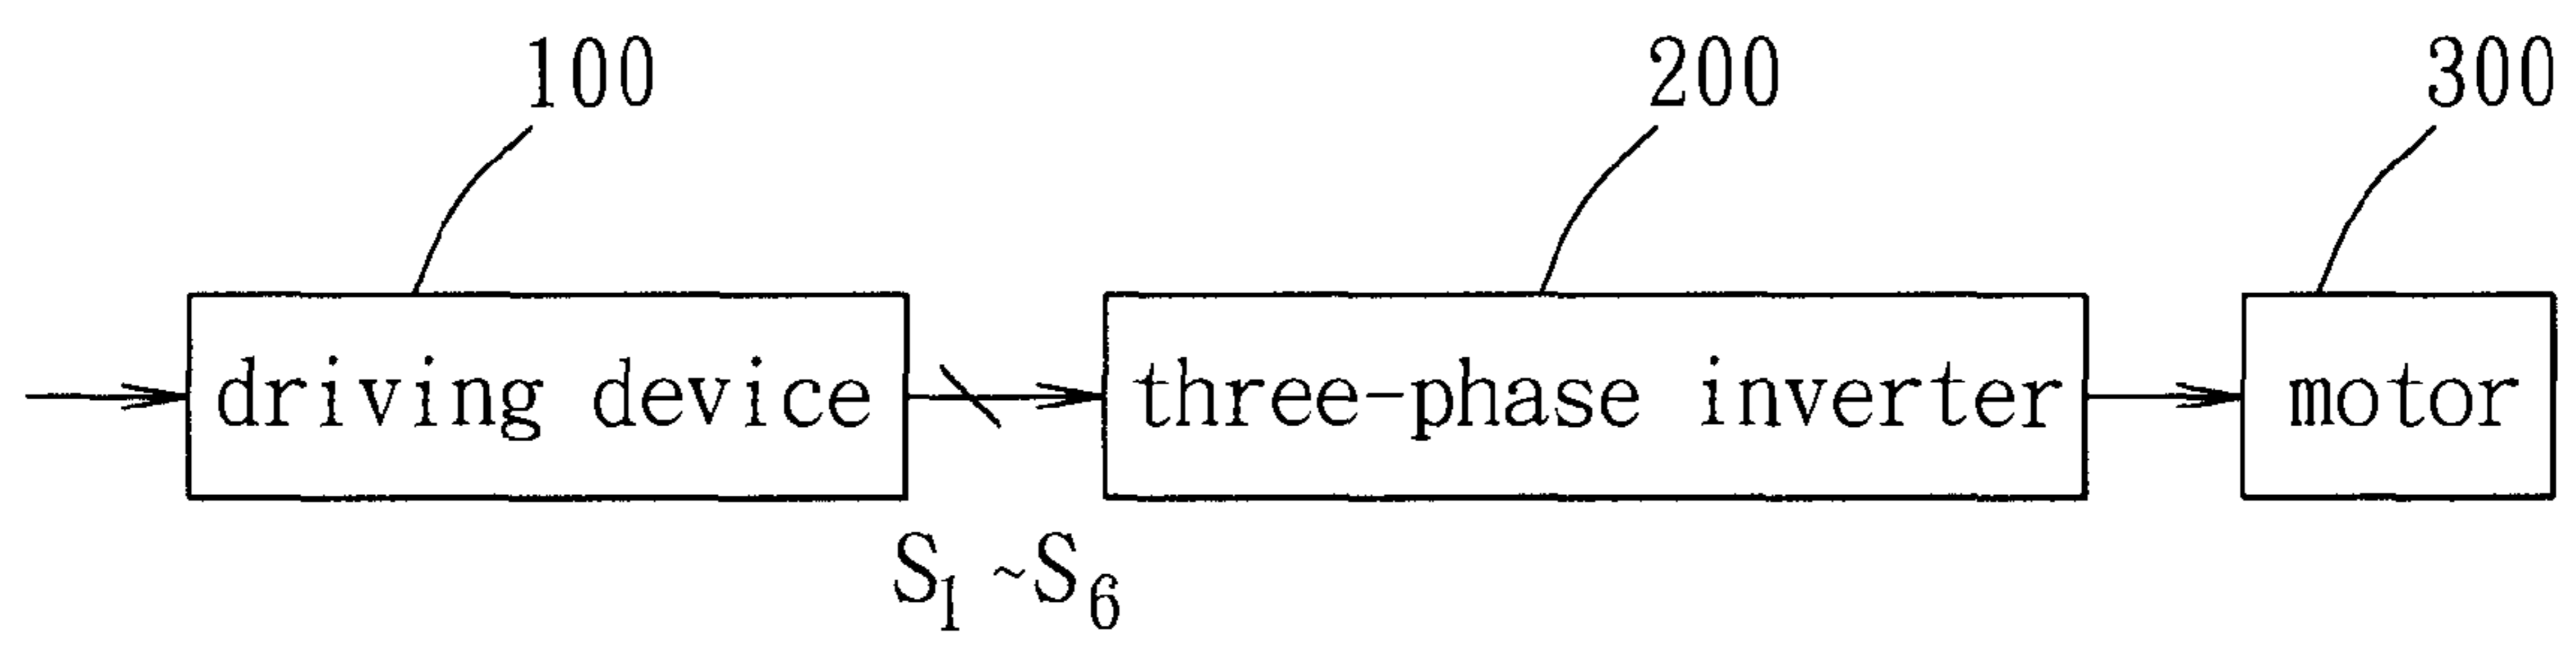 100 200 300
driving device three-phase inverter motor
S₁ ~S₆